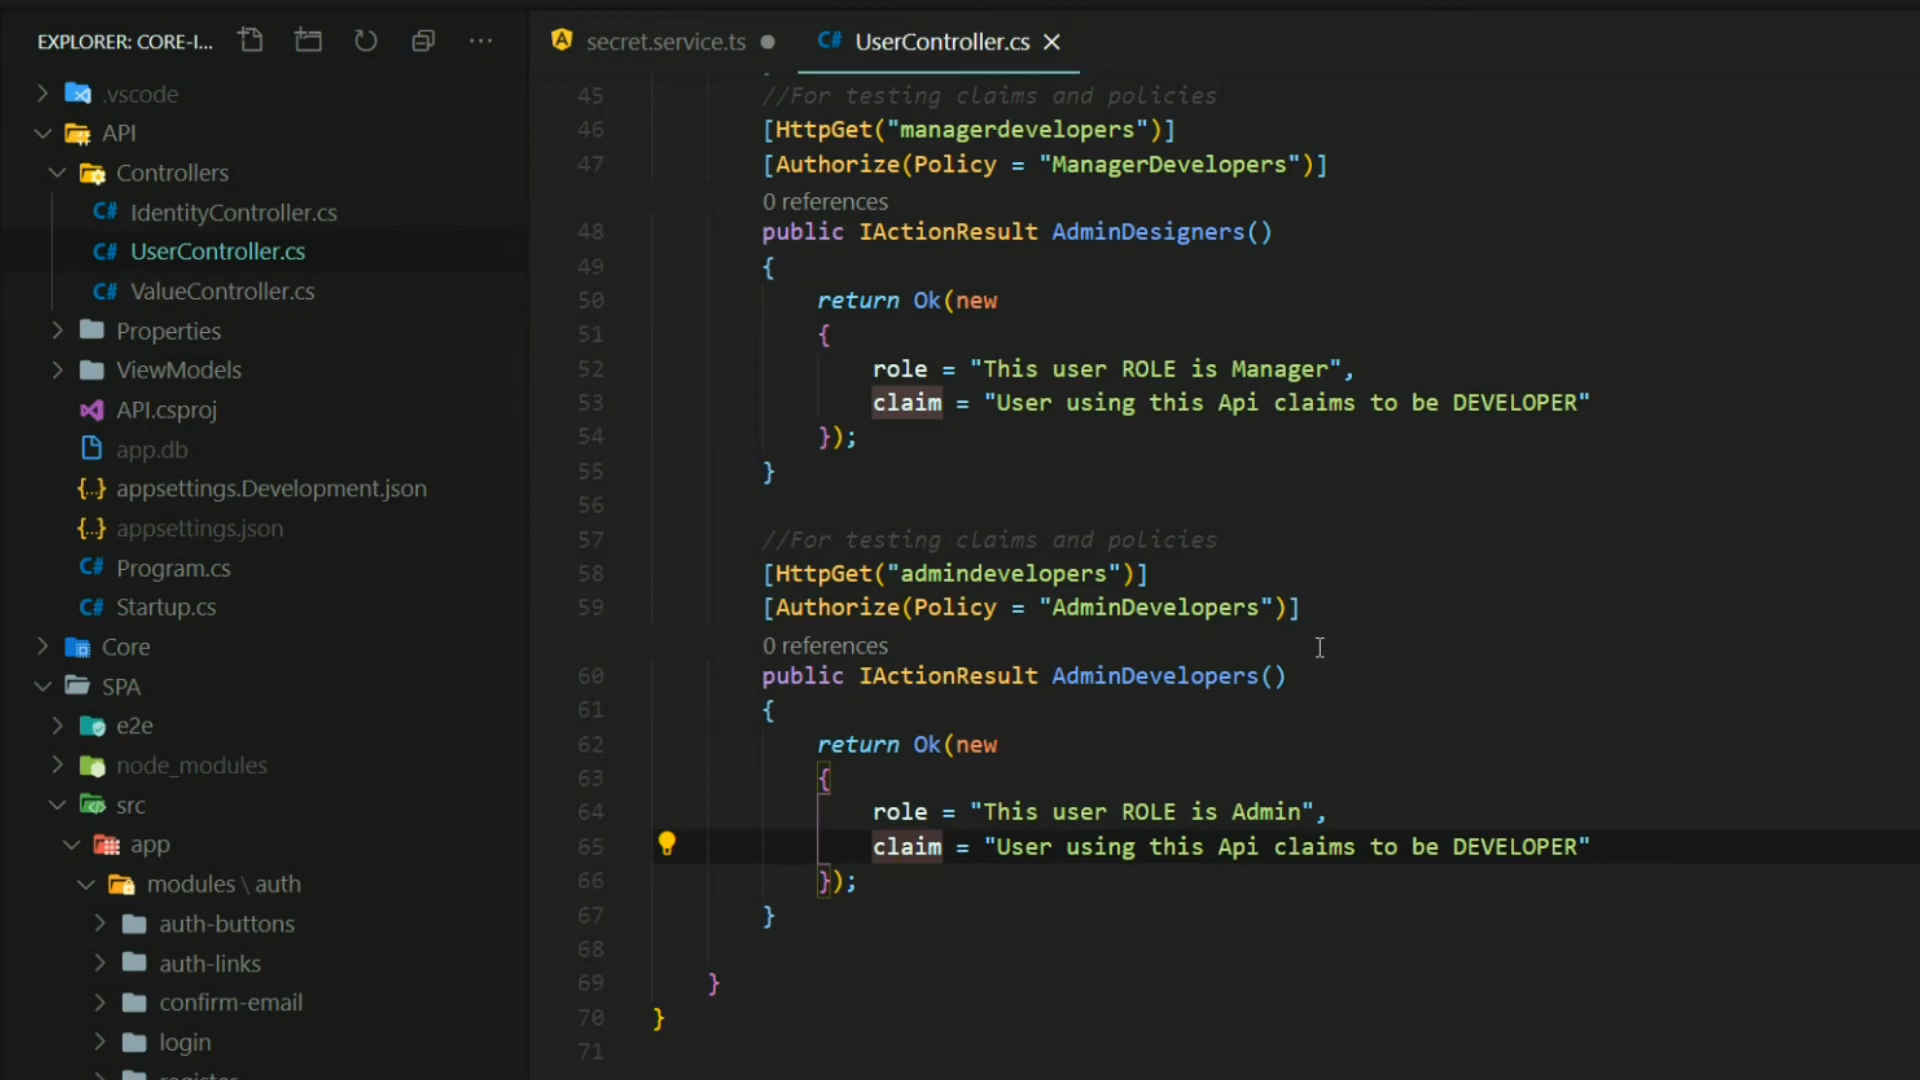 EXPLORER: CORE-I...
.vscode
API
Controllers
C# IdentityController.cs
C# UserController.cs
C# ValueController.cs
Properties
ViewModels
API.csproj
app.db
{..} appsettings.Development.json
{..} appsettings.json
C# Program.cs
C# Startup.cs
Core
SPA
e2e
node_modules
src
app
modules \ auth
auth-buttons
auth-links
confirm-email
login
register
secret.service.ts
C# UserController.cs
45 //For testing claims and policies
46 [HttpGet("managerdevelopers")]
47 [Authorize(Policy = "ManagerDevelopers")]
0 references
48 public IActionResult AdminDesigners()
49 {
50 return Ok(new
51 {
52 role = "This user ROLE is Manager",
53 claim = "User using this Api claims to be DEVELOPER"
54 });
55 }
56
57 //For testing claims and policies
58 [HttpGet("admindevelopers")]
59 [Authorize(Policy = "AdminDevelopers")]
0 references
60 public IActionResult AdminDevelopers()
61 {
62 return Ok(new
63 {
64 role = "This user ROLE is Admin",
65 claim = "User using this Api claims to be DEVELOPER"
66 });
67 }
68
69 }
70 }
71